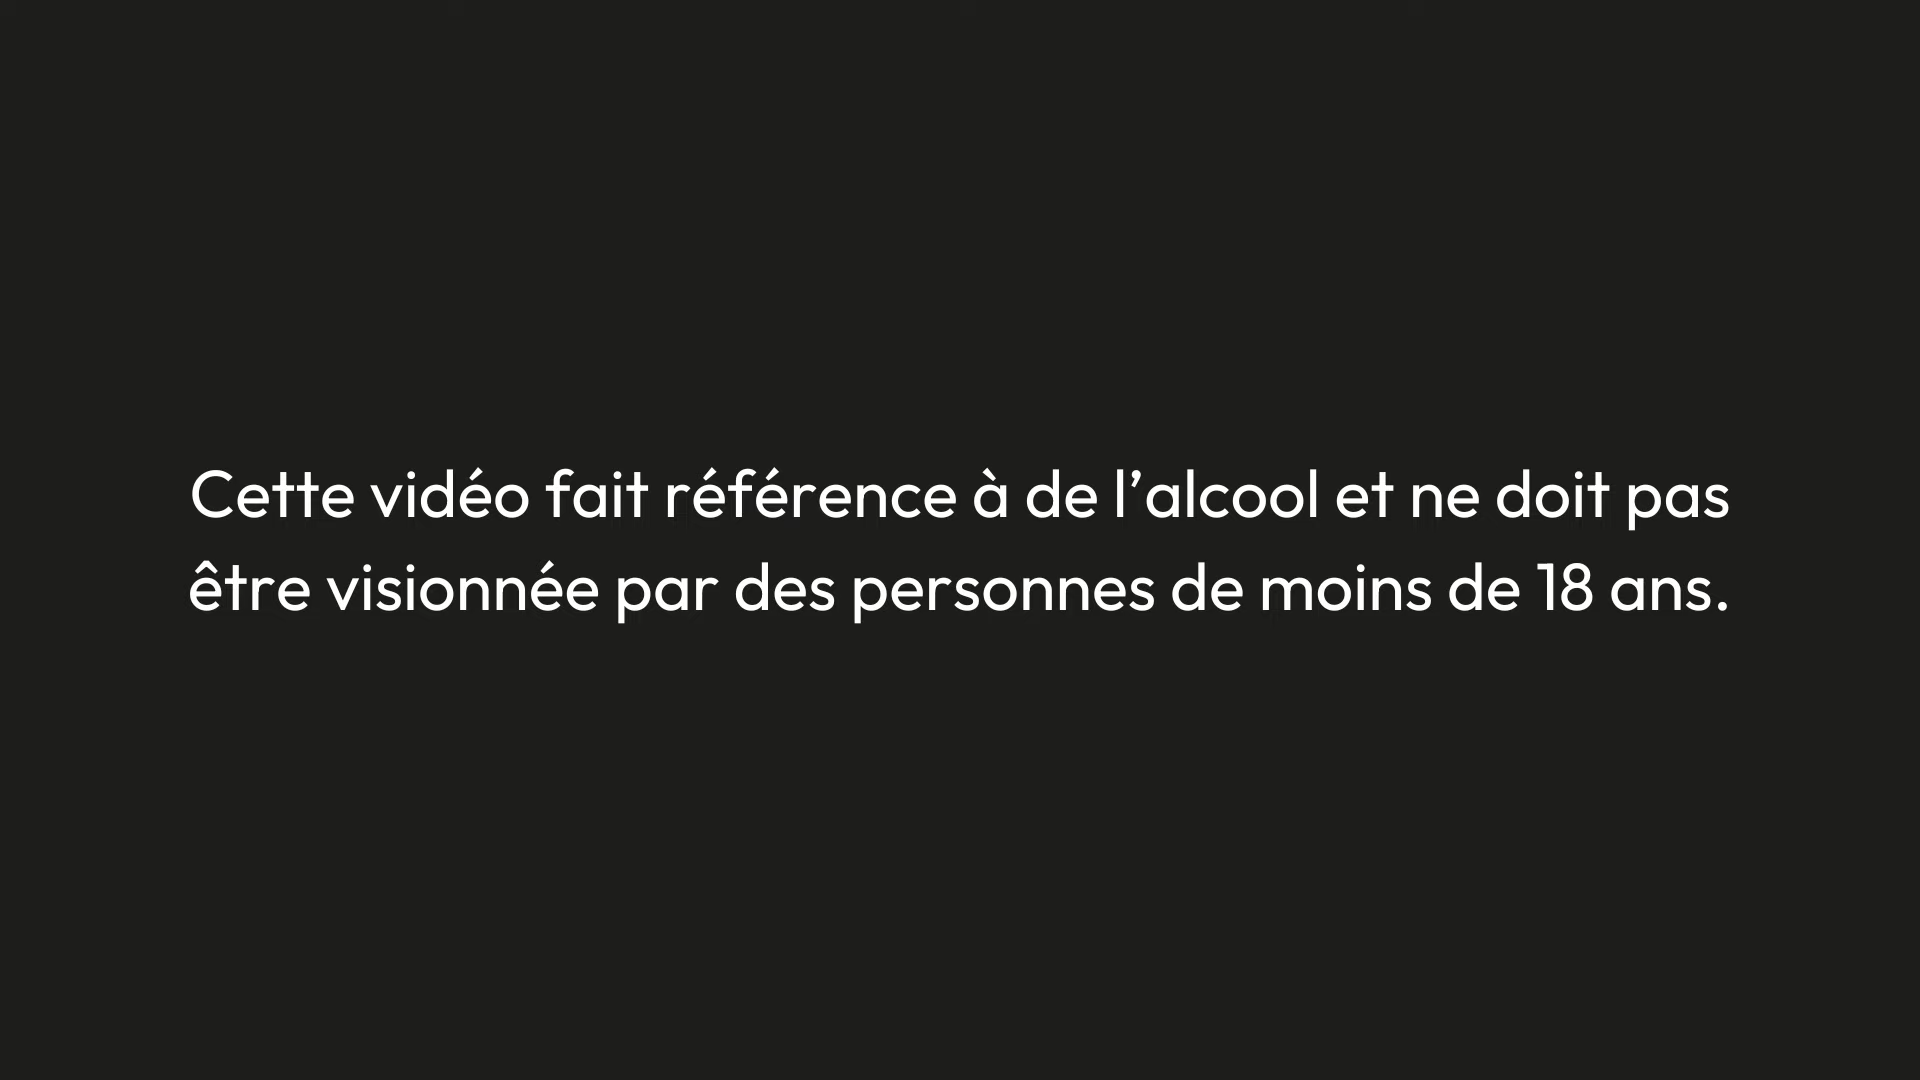 Cette vidéo fait référence à de l’alcool et ne doit pas
être visionnée par des personnes de moins de 18 ans.